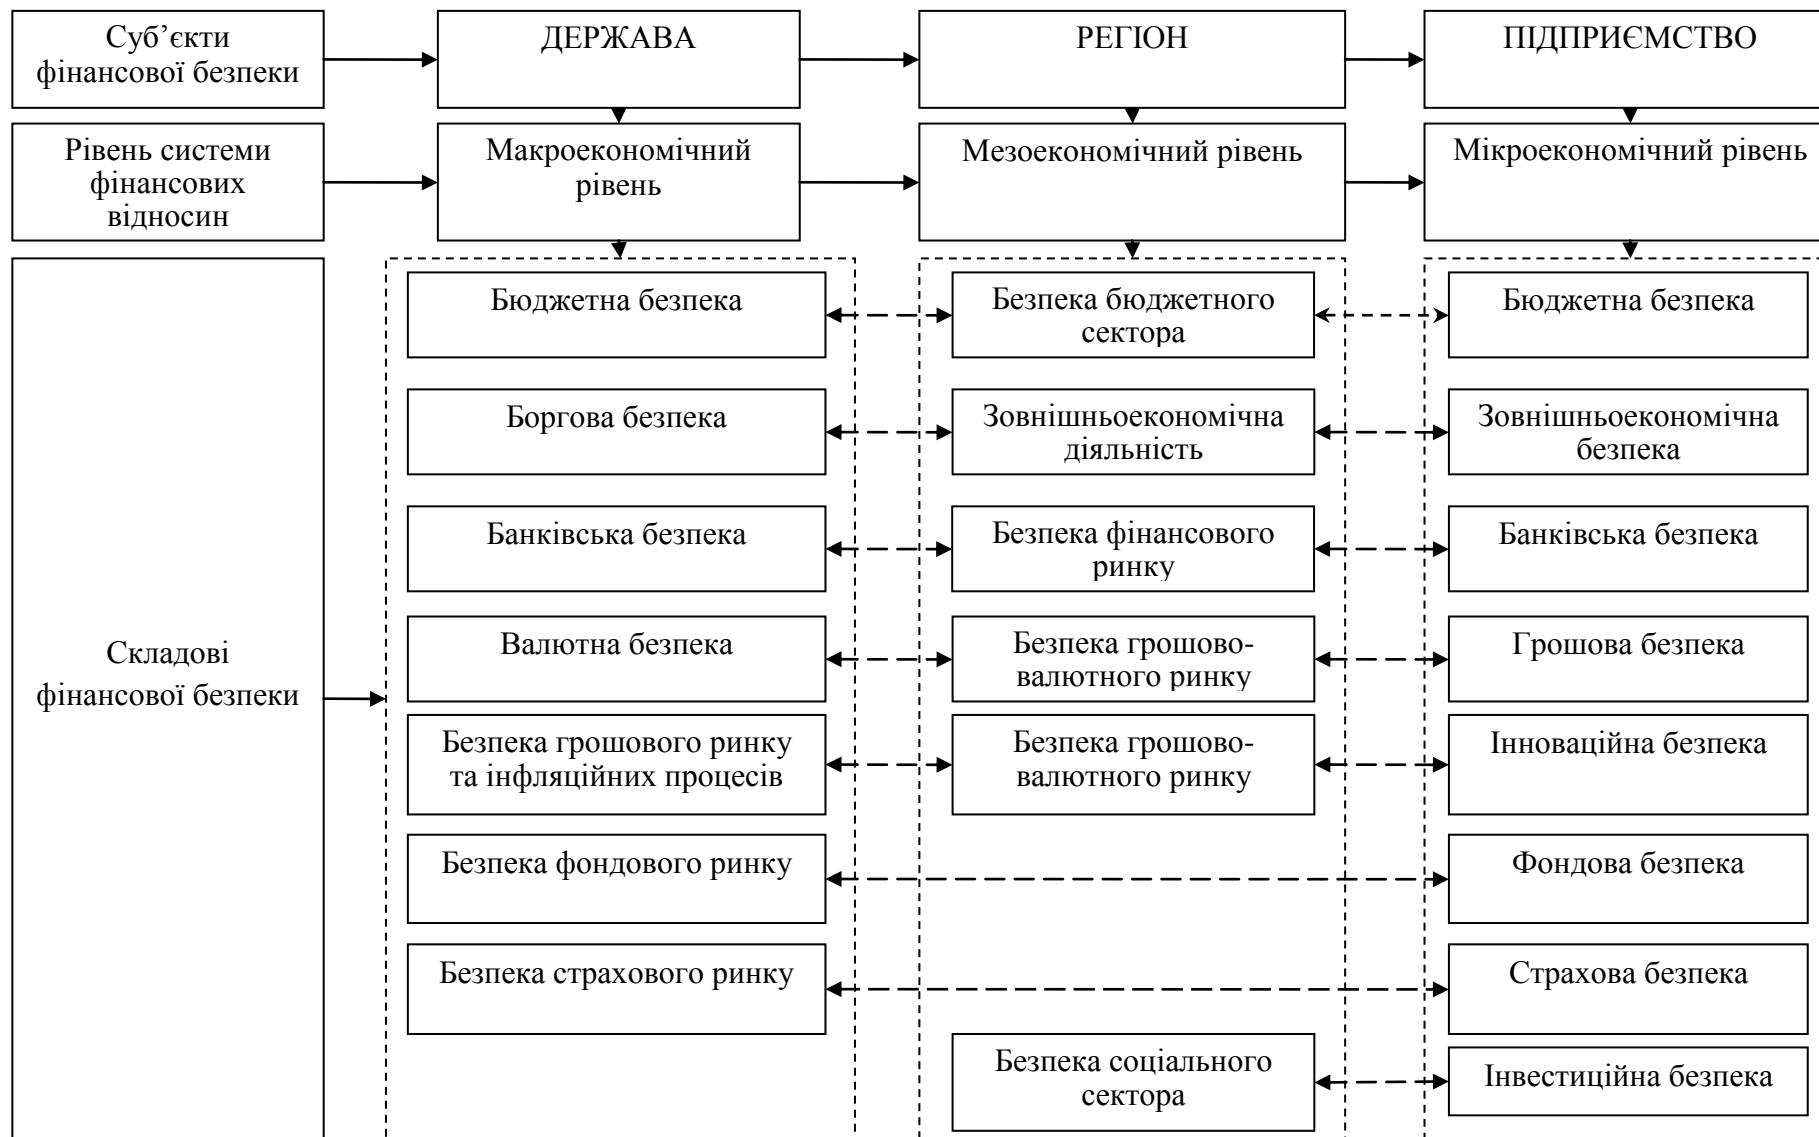 Суб’єкти
фінансової безпеки
ДЕРЖАВА
РЕГІОН
ПІДПРИЄМСТВО
Рівень системи
фінансових
відносин
Макроекономічний
рівень
Мезоекономічний рівень
Мікроекономічний рівень
Складові
фінансової безпеки
Бюджетна безпека
Безпека бюджетного
сектора
Бюджетна безпека
Боргова безпека
Зовнішньоекономічна
діяльність
Зовнішньоекономічна
безпека
Банківська безпека
Безпека фінансового
ринку
Банківська безпека
Валютна безпека
Безпека грошово-
валютного ринку
Грошова безпека
Безпека грошового ринку
та інфляційних процесів
Безпека грошово-
валютного ринку
Інноваційна безпека
Безпека фондового ринку
Фондова безпека
Безпека страхового ринку
Страхова безпека
Безпека соціального
сектора
Інвестиційна безпека